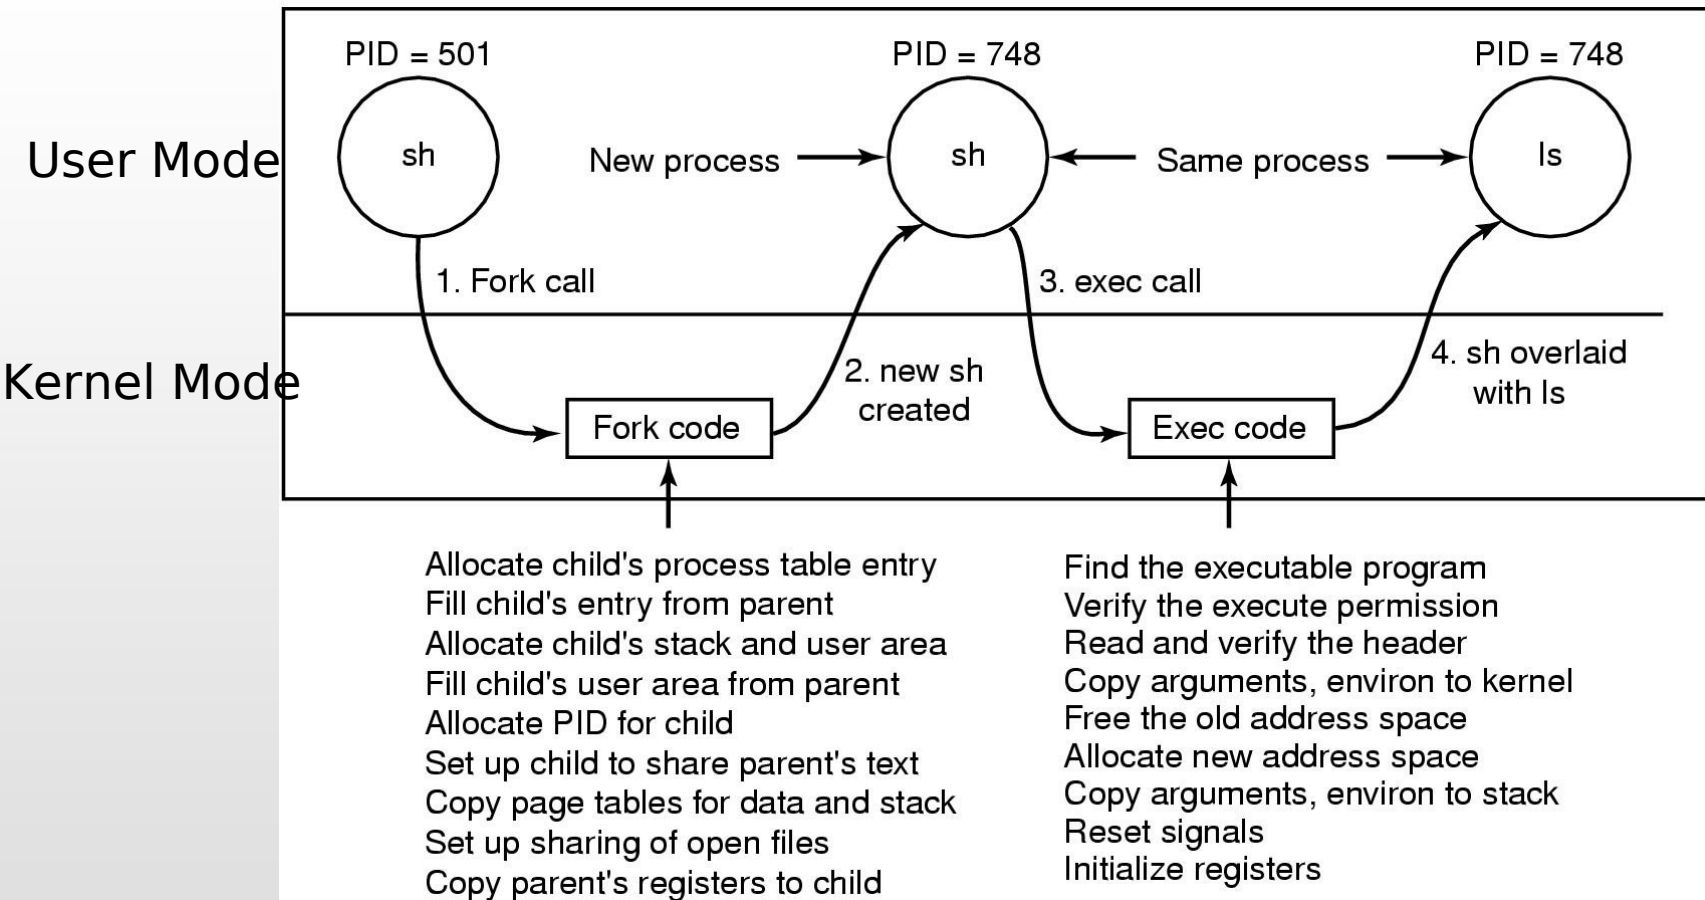 PID = 501
PID = 748
PID = 748
User Mode
sh
New process
sh
Same process
ls
1. Fork call
3. exec call
Kernel Mode
2. new sh
created
4. sh overlaid
with ls
Fork code
Exec code
Allocate child's process table entry
Fill child's entry from parent
Allocate child's stack and user area
Fill child's user area from parent
Allocate PID for child
Set up child to share parent's text
Copy page tables for data and stack
Set up sharing of open files
Copy parent's registers to child
Find the executable program
Verify the execute permission
Read and verify the header
Copy arguments, environ to kernel
Free the old address space
Allocate new address space
Copy arguments, environ to stack
Reset signals
Initialize registers